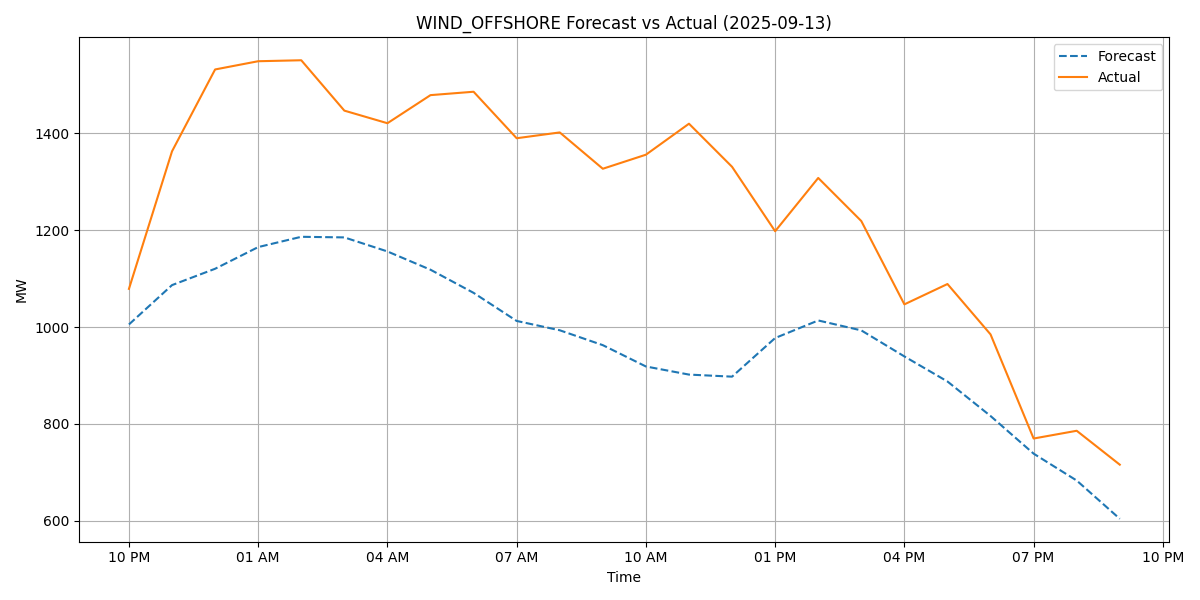 WIND_OFFSHORE Forecast vs Actual (2025-09-13)
Forecast
Actual
MW
1400
1200
1000
800
600
10 PM 01 AM 04 AM 07 AM 10 AM 01 PM 04 PM 07 PM 10 PM
Time